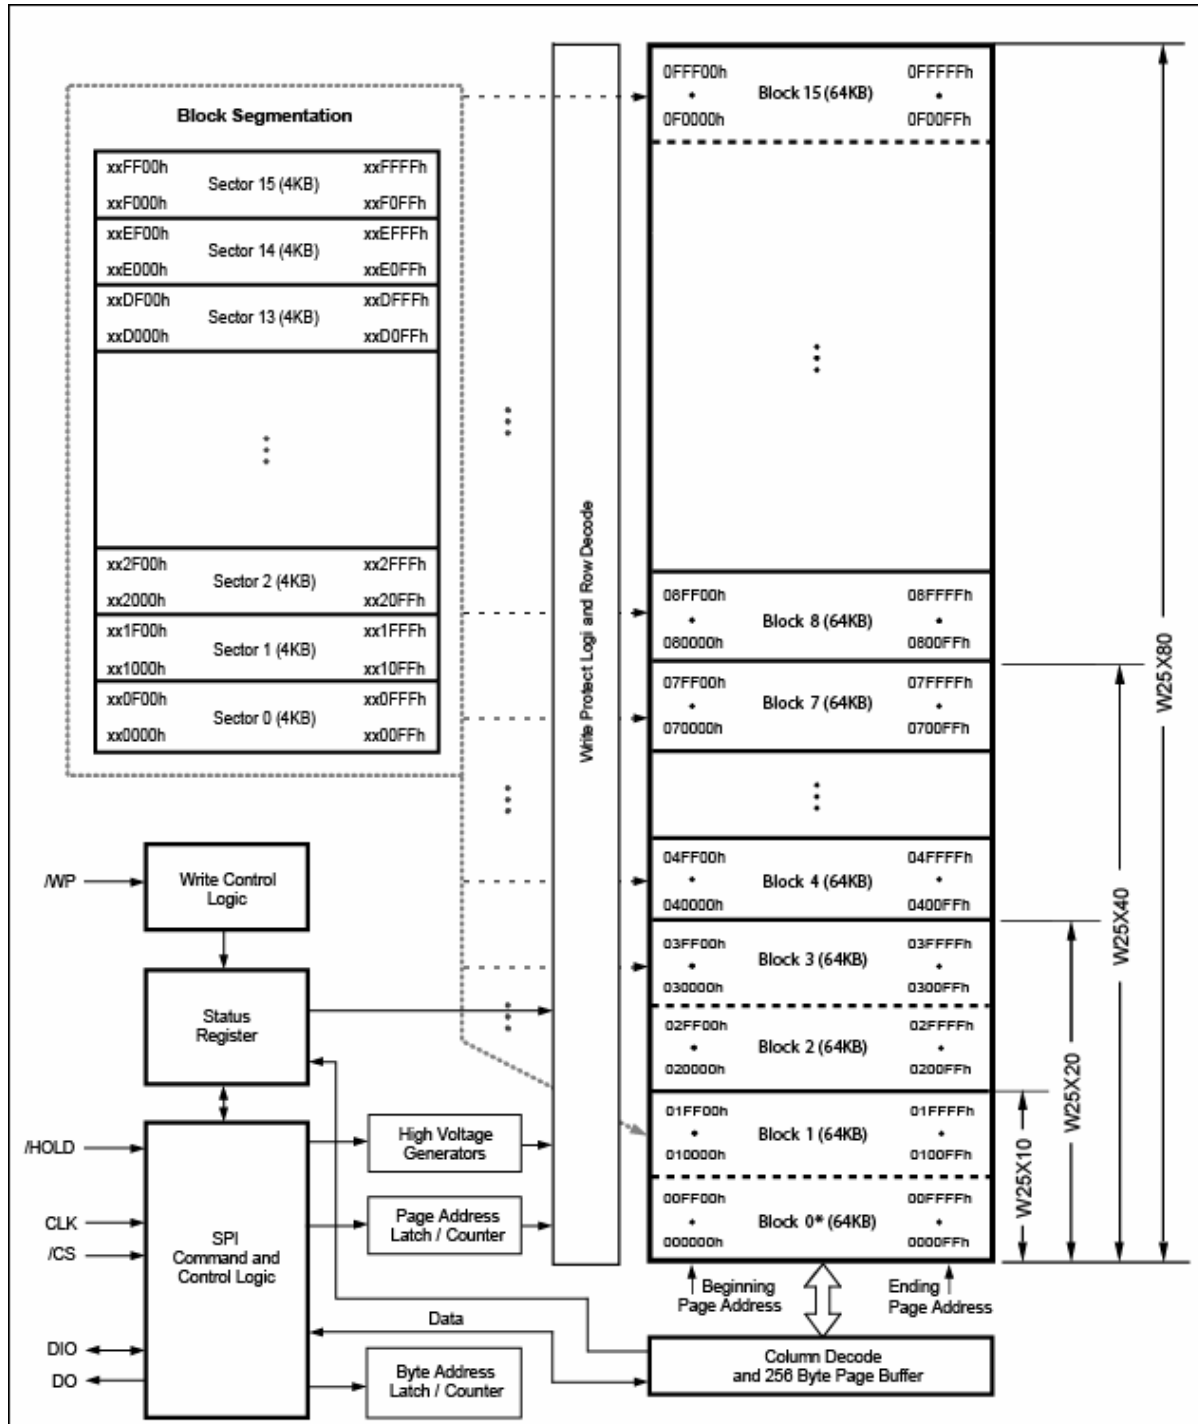 Block Segmentation
xxFF00h xxFFFFh
Sector 15 (4KB)
xxF000h xxF0FFh
xxEF00h xxEFFFh
Sector 14 (4KB)
xxE000h xxE0FFh
xxDF00h xxDFFFh
Sector 13 (4KB)
xxD000h xxD0FFh
xx2F00h xx2FFFh
Sector 2 (4KB)
xx2000h xx20FFh
xx1F00h xx1FFFh
Sector 1 (4KB)
xx1000h xx10FFh
xx0F00h xx0FFFh
Sector 0 (4KB)
xx0000h xx00FFh
Write Protect Logi and Row Decode
0FFF00h 0FFFFFh
Block 15 (64KB)
0F0000h 0F00FFh
08FF00h 08FFFFh
Block 8 (64KB)
080000h 0800FFh
07FF00h 07FFFFh
Block 7 (64KB)
070000h 0700FFh
04FF00h 04FFFFh
Block 4 (64KB)
040000h 0400FFh
03FF00h 03FFFFh
Block 3 (64KB)
030000h 0300FFh
02FF00h 02FFFFh
Block 2 (64KB)
020000h 0200FFh
01FF00h 01FFFFh
Block 1 (64KB)
010000h 0100FFh
00FF00h 00FFFFh
Block 0* (64KB)
000000h 0000FFh
W25X10
W25X20
W25X40
W25X80
Beginning
Page Address
Ending
Page Address
Column Decode
and 256 Byte Page Buffer
/WP
Write Control
Logic
Status
Register
/HOLD
CLK
/CS
DIO
DO
SPI
Command and
Control Logic
High Voltage
Generators
Page Address
Latch / Counter
Data
Byte Address
Latch / Counter